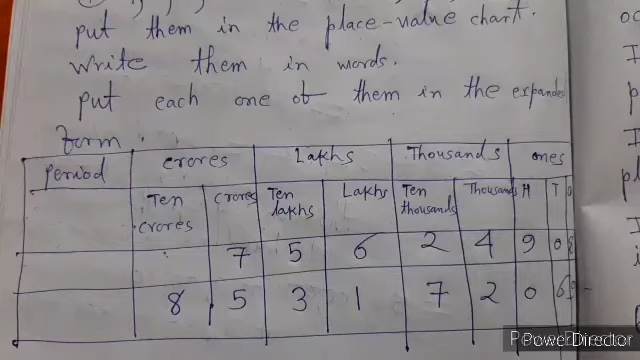 put them in the place-value chart.
Write them in words.
put each one of them in the expanded
form.
Period crores Lakhs Thousands ones
Ten crores crores Ten lakhs Lakhs Ten thousands Thousands H T O
7 5 6 2 4 9 0 8
8 5 3 1 7 2 0 6
PowerDirector